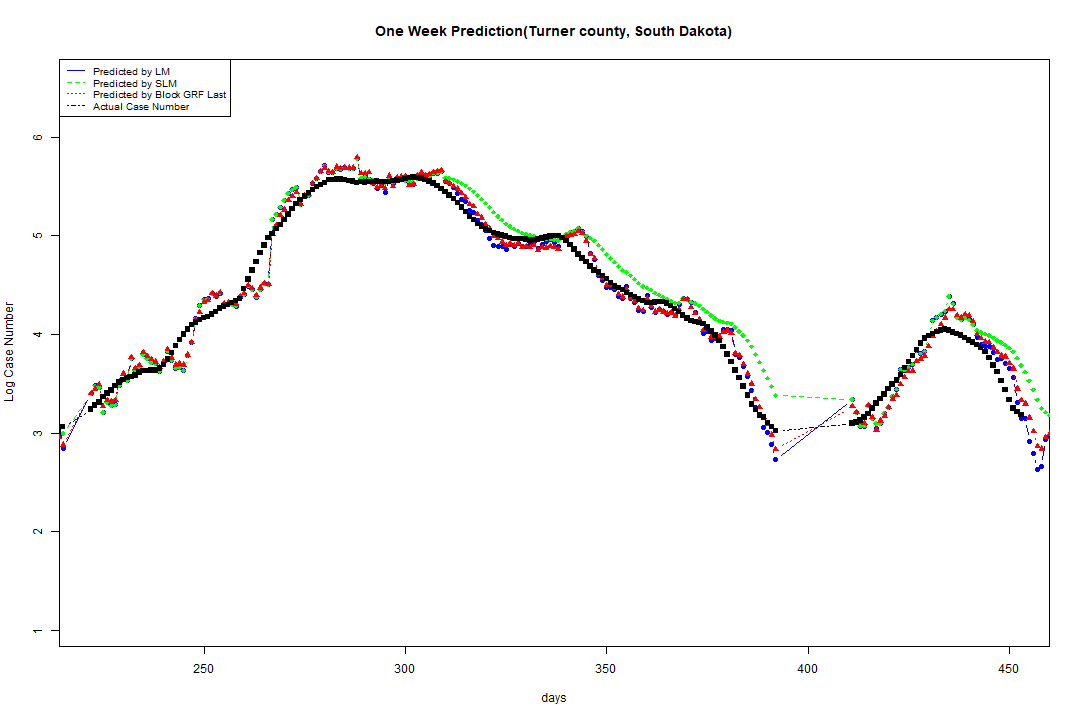 One Week Prediction(Turner county, South Dakota)
Predicted by LM
Predicted by SLM
Predicted by Block GRF Last
Actual Case Number
6
5
4
3
2
1
Log Case Number
250 300 350 400 450
days